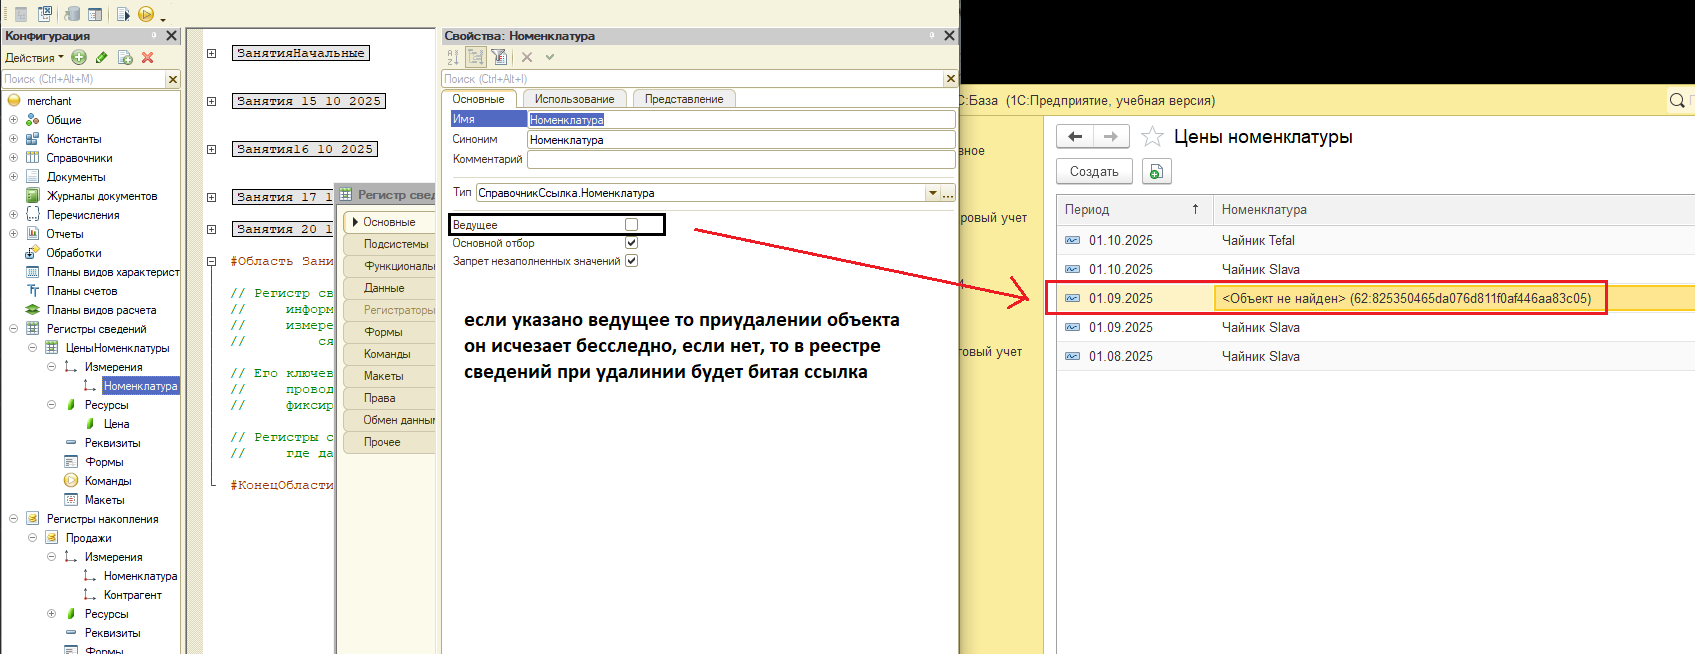 Конфигурация
Действия
Поиск (Ctrl+Alt+M)
merchant
Общие
Константы
Справочники
Документы
Журналы документов
Перечисления
Отчеты
Обработки
Планы видов характерист
Планы счетов
Планы видов расчета
Регистры сведений
ЦеныНоменклатуры
Измерения
Номенклатура
Ресурсы
Цена
Реквизиты
Формы
Команды
Макеты
Регистры накопления
Продажи
Измерения
Номенклатура
Контрагент
Ресурсы
Реквизиты
Формы
ЗанятияНачальные
Занятия 15 10 2025
Занятия16 10 2025
Занятия 17 1
Занятия 20 1
#Область Зани
// Регистр св
// информ
// измере
// ся
// Его ключев
// провод
// фиксир
// Регистры с
// где да
#КонецОбласти
Регистр свед
Основные
Подсистемы
Функциональ
Данные
Регистраторы
Формы
Команды
Макеты
Права
Обмен данны
Прочее
Свойства: Номенклатура
Поиск (Ctrl+Alt+I)
Основные Использование Представление
Имя Номенклатура
Синоним Номенклатура
Комментарий
Тип СправочникСсылка.Номенклатура
Ведущее
Основной отбор
Запрет незаполненных значений
если указано ведущее то приудалении объекта
он исчезает бесследно, если нет, то в реестре
сведений при удалинии будет битая ссылка
С:База (1С:Предприятие, учебная версия)
вное
ровый учет
товый учет
Цены номенклатуры
Создать
Период ↑ Номенклатура
01.10.2025 Чайник Tefal
01.10.2025 Чайник Slava
01.09.2025 <Объект не найден> (62:825350465da076d811f0af446aa83c05)
01.09.2025 Чайник Slava
01.08.2025 Чайник Slava